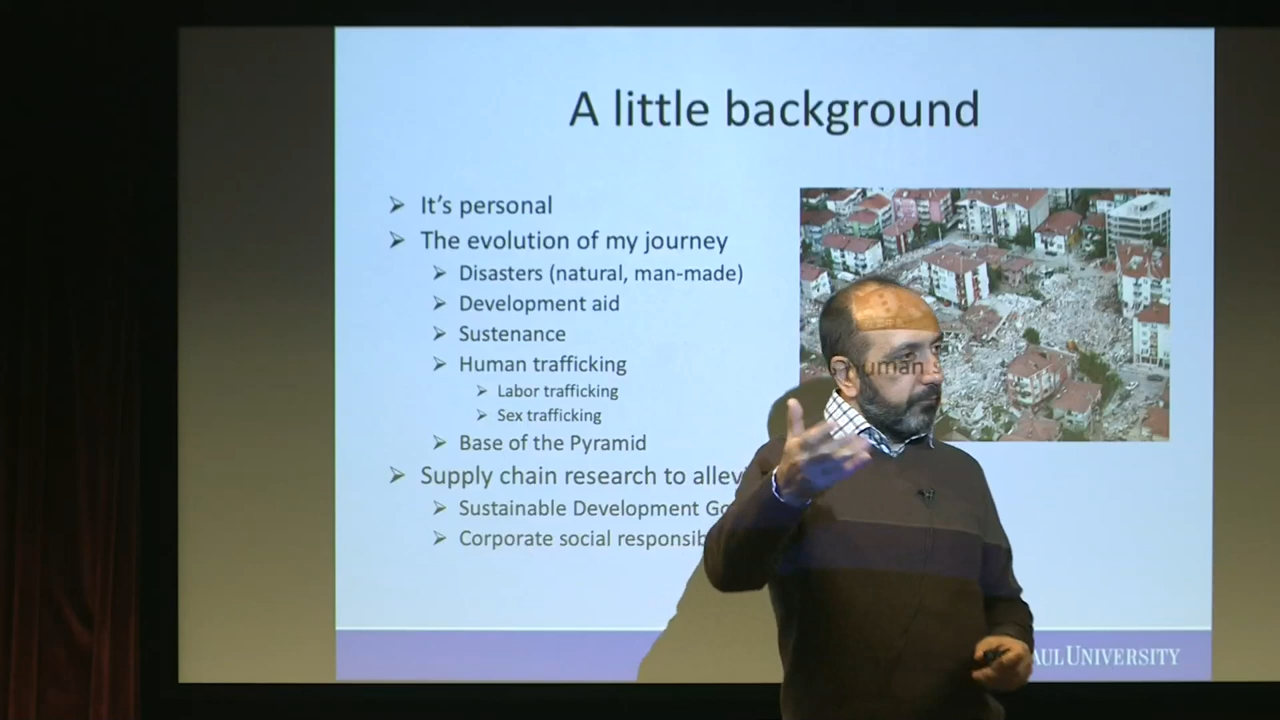 A little background
It's personal
The evolution of my journey
Disasters (natural, man-made)
Development aid
Sustenance
Human trafficking
Labor trafficking
Sex trafficking
Base of the Pyramid
Supply chain research to allev human s
Sustainable Development Go
Corporate social responsib
AUL UNIVERSITY